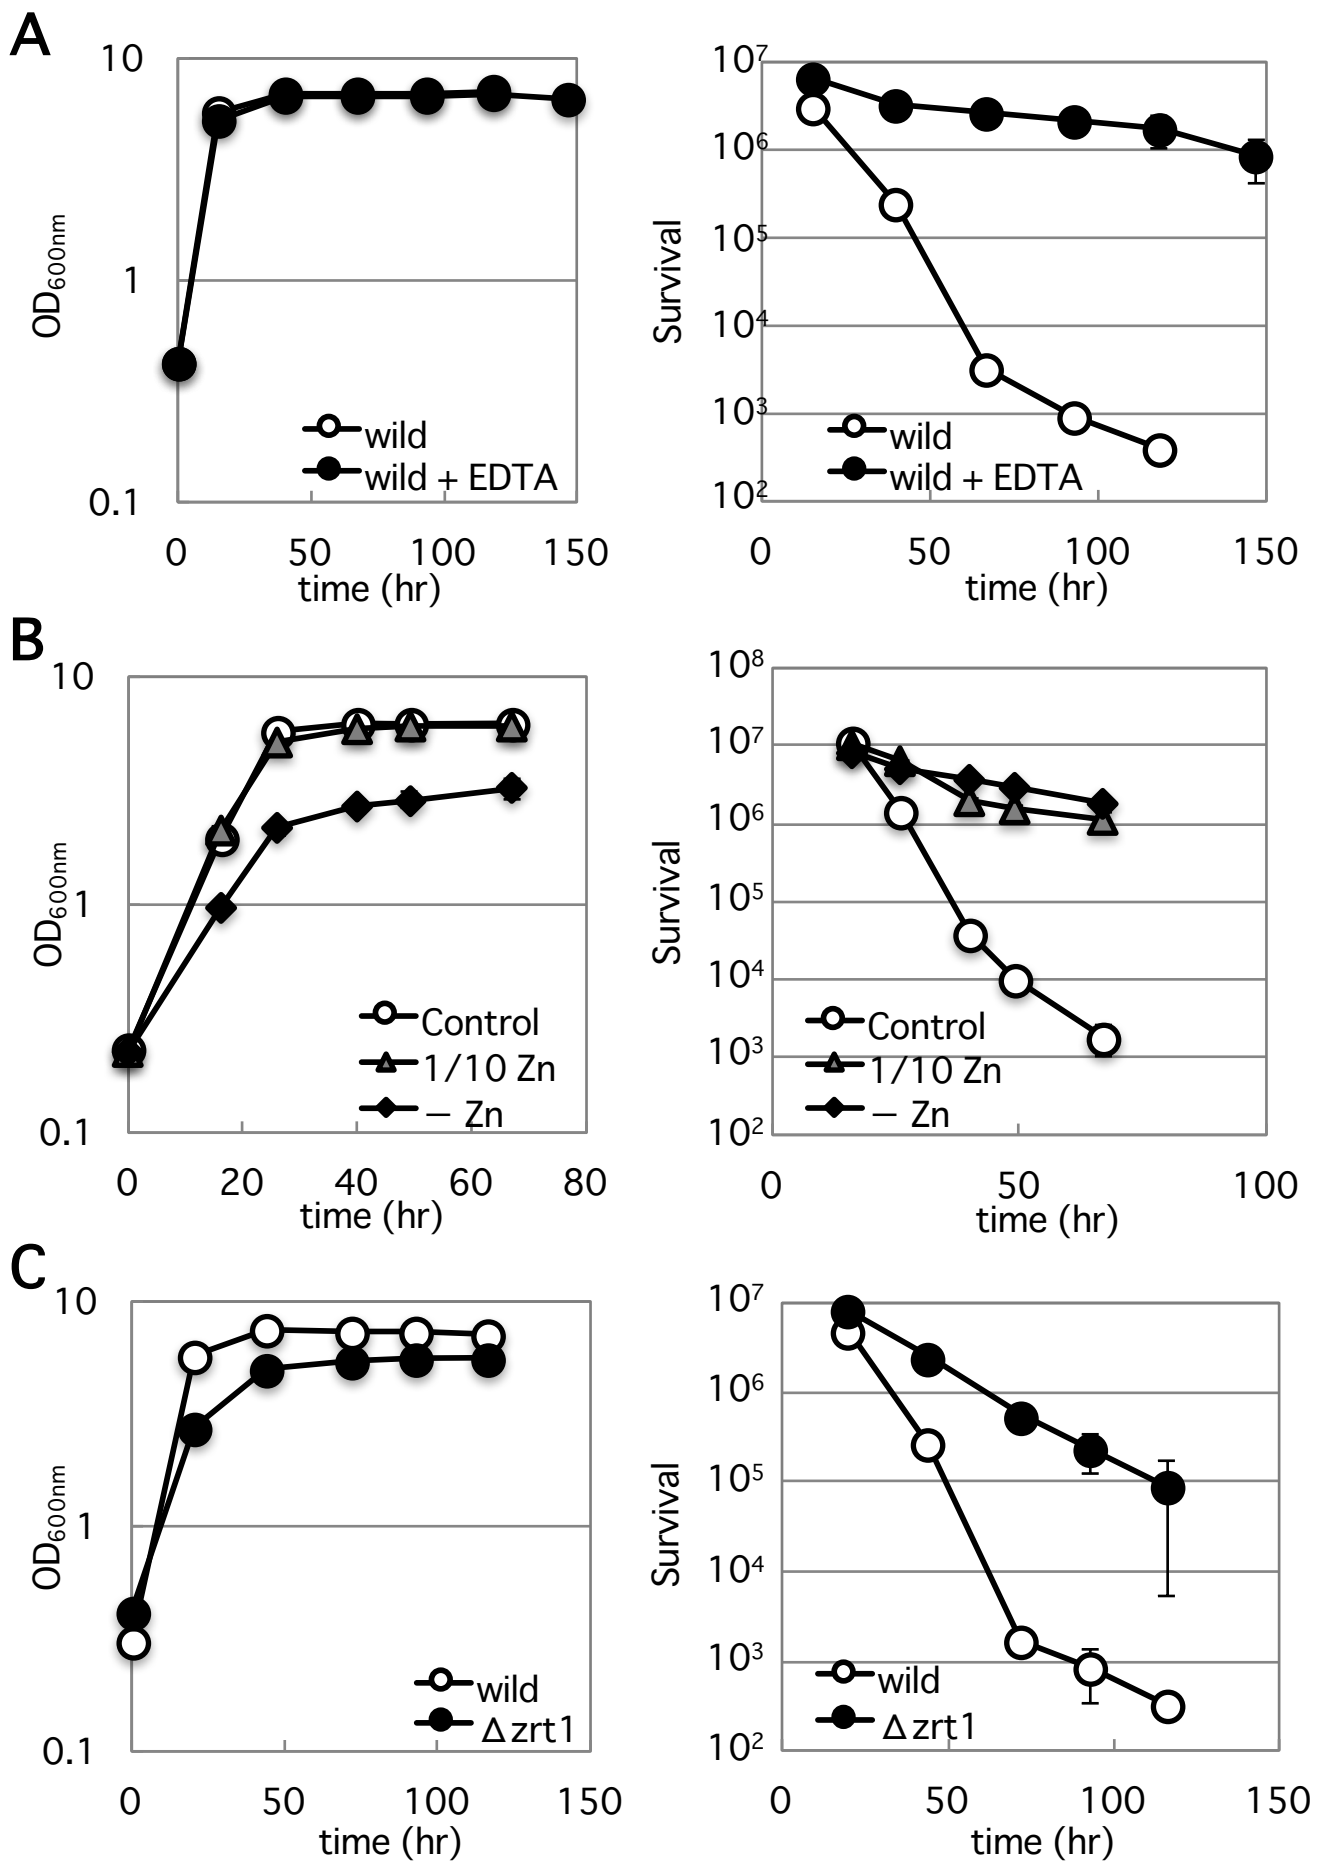 A
10
1
0.1
OD600nm
wild
wild + EDTA
0 50 100 150
time (hr)
10⁷
10⁶
10⁵
10⁴
10³
10²
Survival
wild
wild + EDTA
0 50 100 150
time (hr)
B
10
1
0.1
OD600nm
Control
1/10 Zn
– Zn
0 20 40 60 80
time (hr)
10⁸
10⁷
10⁶
10⁵
10⁴
10³
10²
Survival
Control
1/10 Zn
– Zn
0 50 100
time (hr)
C
10
1
0.1
OD600nm
wild
Δzrt1
0 50 100 150
time (hr)
10⁷
10⁶
10⁵
10⁴
10³
10²
Survival
wild
Δzrt1
0 50 100 150
time (hr)